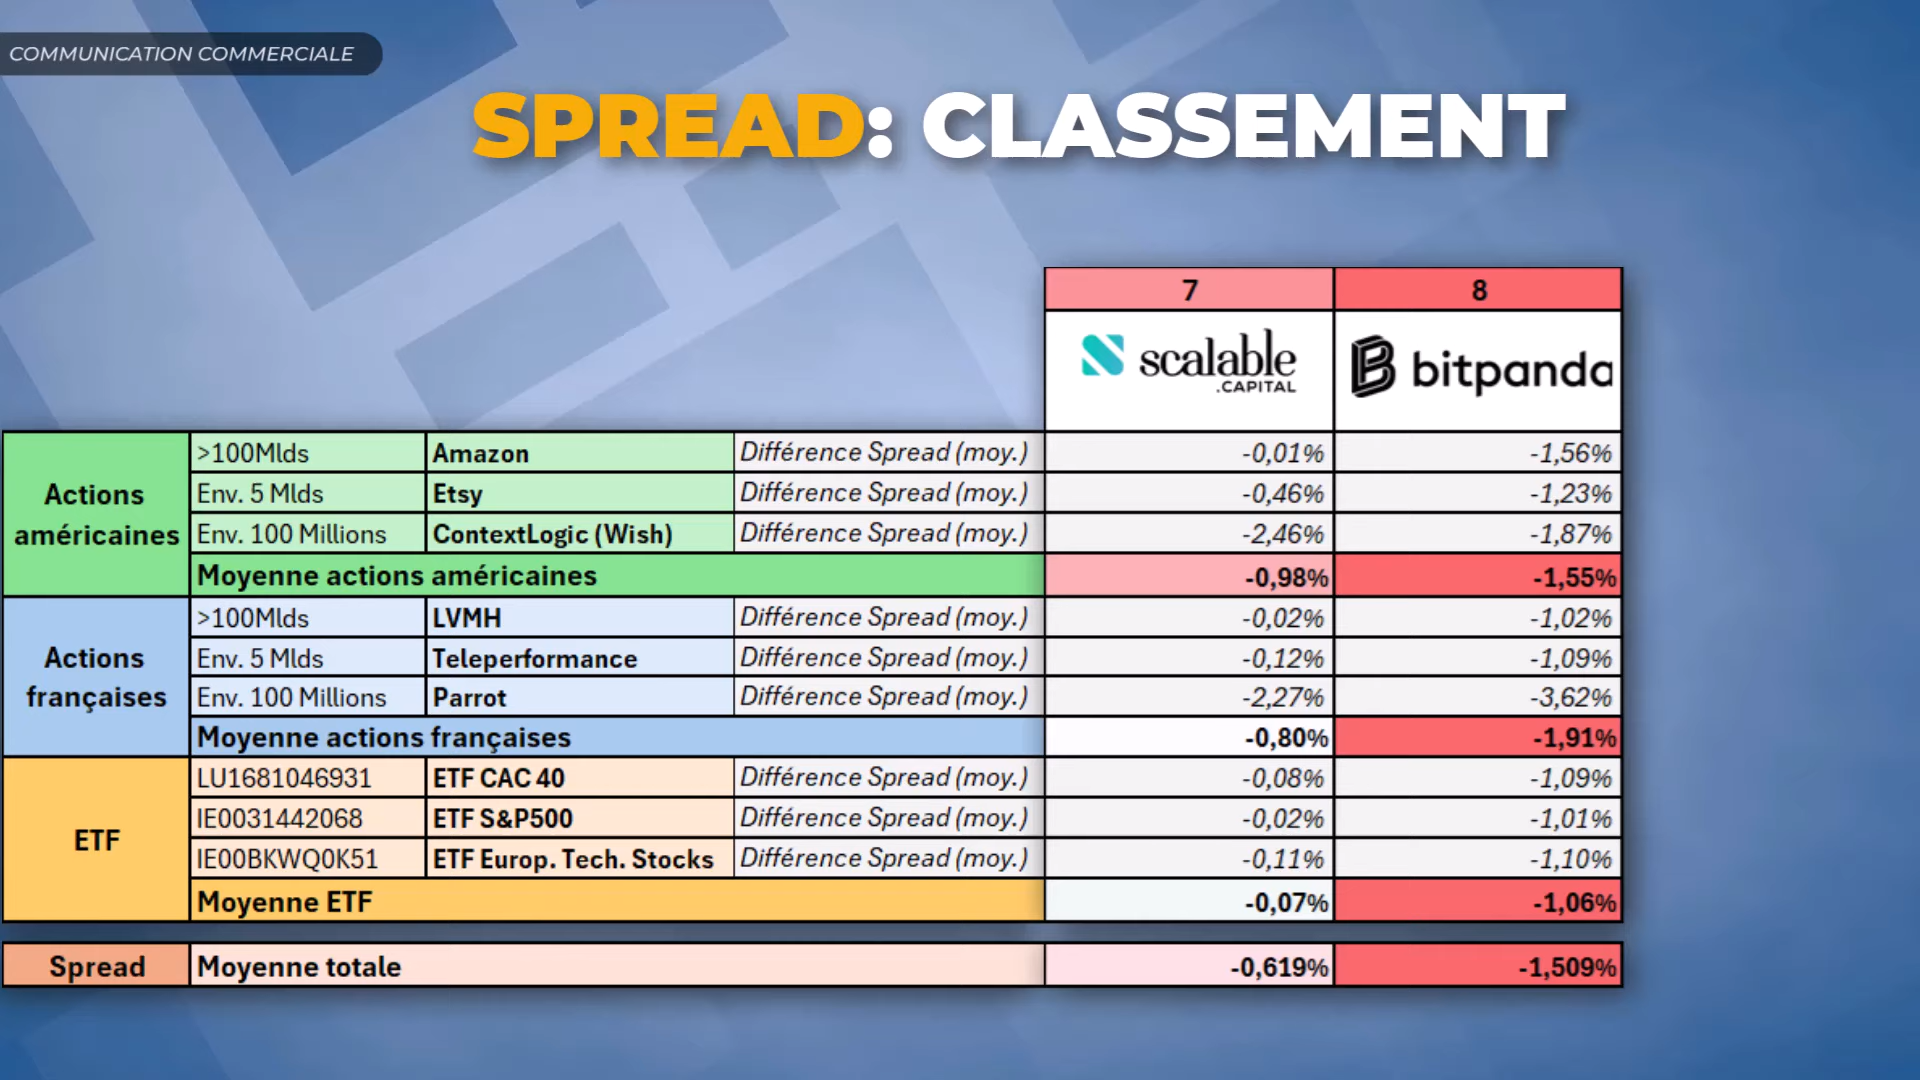 COMMUNICATION COMMERCIALE
SPREAD: CLASSEMENT
7 8
scalable .CAPITAL bitpanda
Actions américaines
>100Mlds Amazon Différence Spread (moy.) -0,01% -1,56%
Env. 5 Mlds Etsy Différence Spread (moy.) -0,46% -1,23%
Env. 100 Millions ContextLogic (Wish) Différence Spread (moy.) -2,46% -1,87%
Moyenne actions américaines -0,98% -1,55%
Actions françaises
>100Mlds LVMH Différence Spread (moy.) -0,02% -1,02%
Env. 5 Mlds Teleperformance Différence Spread (moy.) -0,12% -1,09%
Env. 100 Millions Parrot Différence Spread (moy.) -2,27% -3,62%
Moyenne actions françaises -0,80% -1,91%
ETF
LU1681046931 ETF CAC 40 Différence Spread (moy.) -0,08% -1,09%
IE0031442068 ETF S&P500 Différence Spread (moy.) -0,02% -1,01%
IE00BKWQ0K51 ETF Europ. Tech. Stocks Différence Spread (moy.) -0,11% -1,10%
Moyenne ETF -0,07% -1,06%
Spread Moyenne totale -0,619% -1,509%